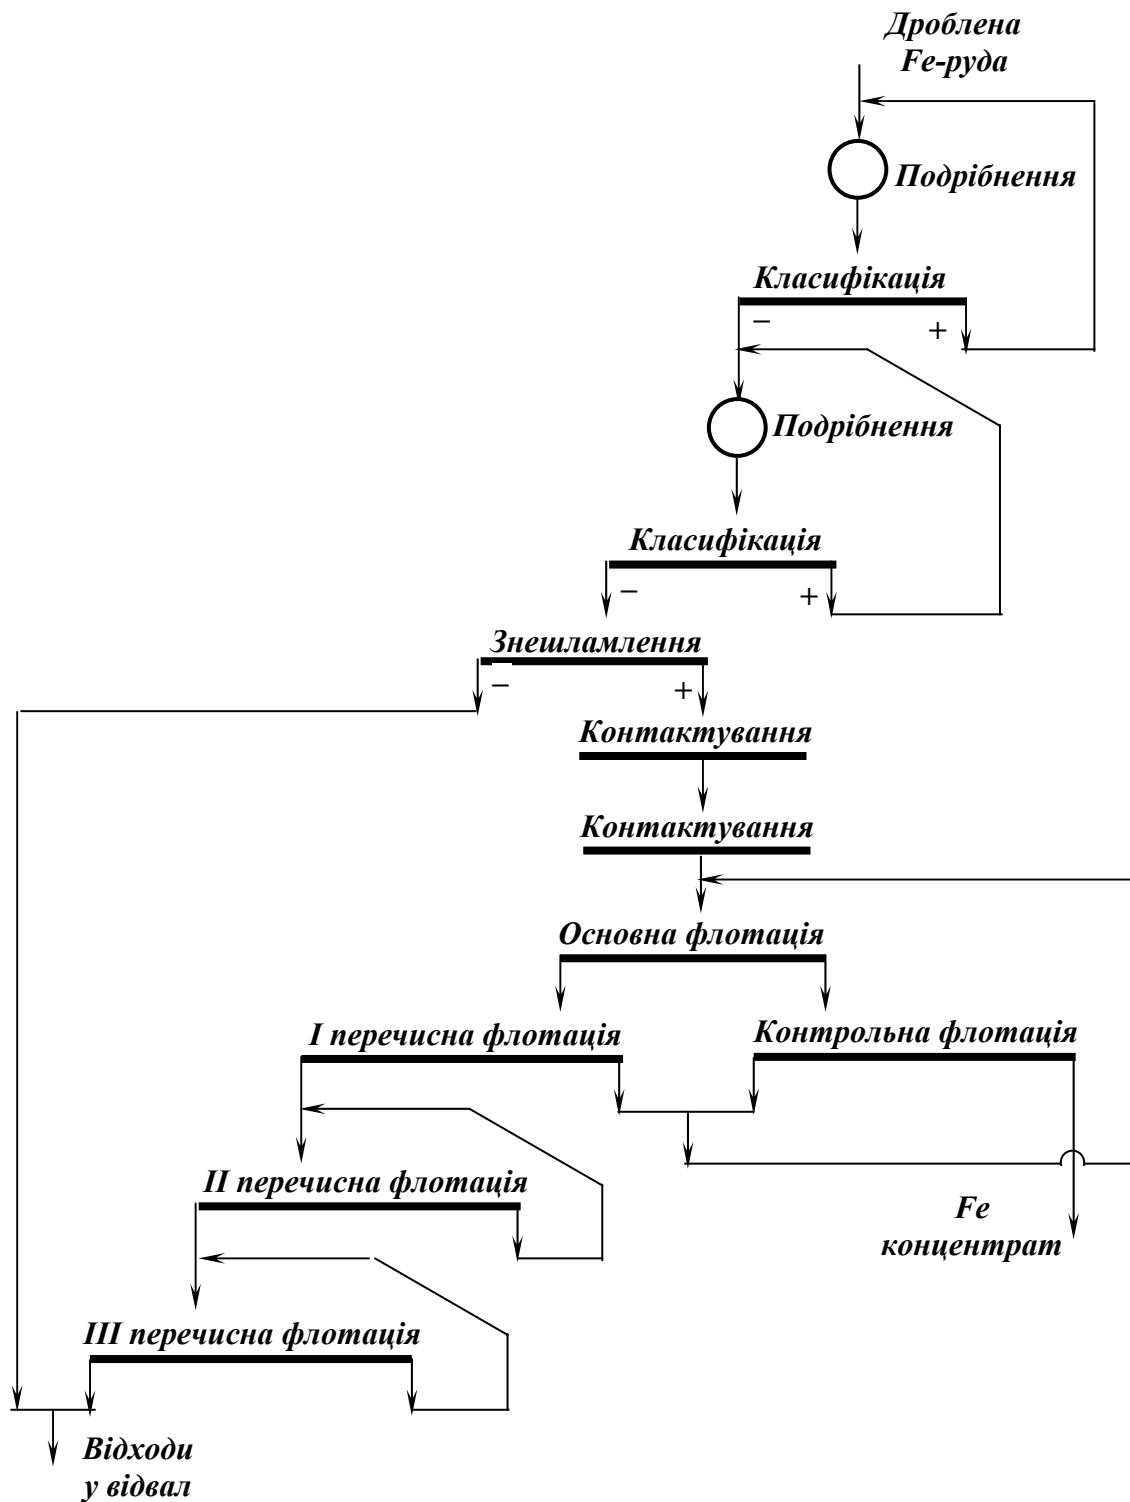 Дроблена
Fe-руда
Подрібнення
Класифікація
– +
Подрібнення
Класифікація
– +
Знешламлення
– +
Контактування
Контактування
Основна флотація
I перечисна флотація
Контрольна флотація
II перечисна флотація
Fe
концентрат
III перечисна флотація
Відходи
у відвал